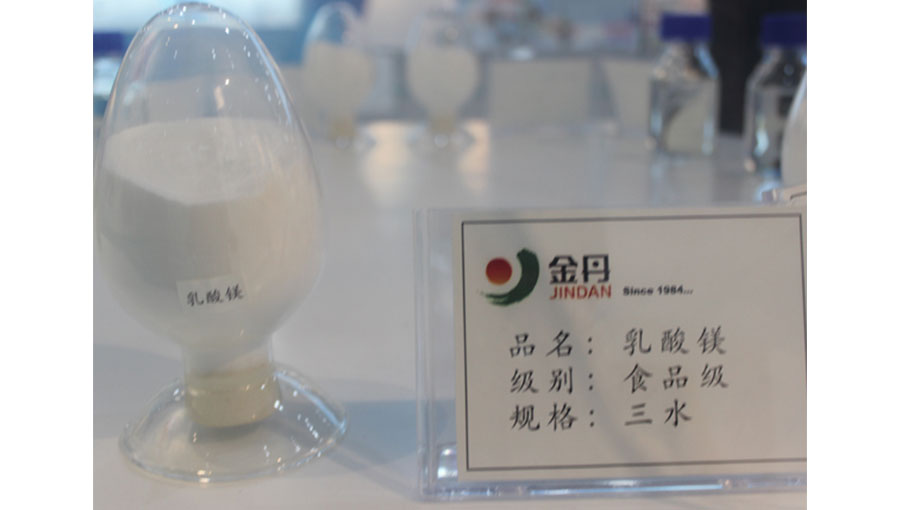 乳酸镁
金丹
JINDAN Since 1984...
品名：乳酸镁
级别：食品级
规格：三水